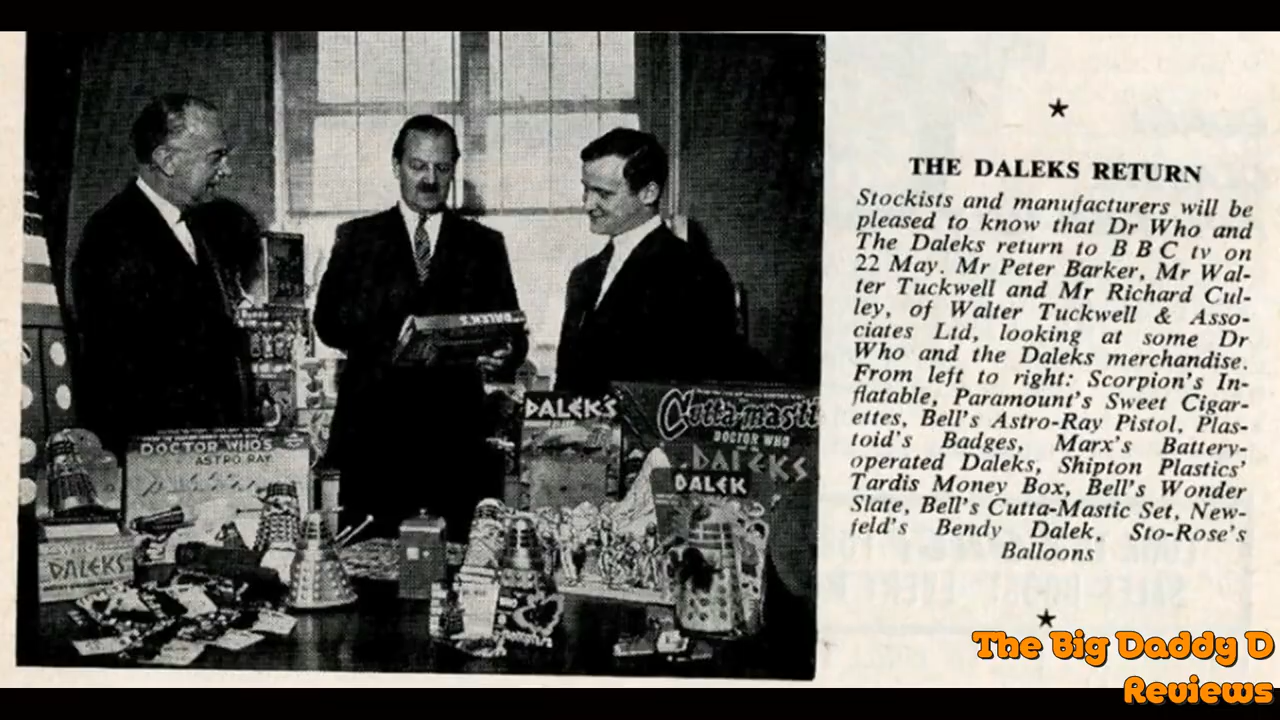 DALEKS
DOCTOR WHO'S
ASTRO RAY
DALEKS
DALEK'S
Cutta-masti
DOCTOR WHO
DALEKS
DALEK
★
THE DALEKS RETURN
Stockists and manufacturers will be
pleased to know that Dr Who and
The Daleks return to B B C tv on
22 May. Mr Peter Barker, Mr Wal-
ter Tuckwell and Mr Richard Cul-
ley, of Walter Tuckwell & Asso-
ciates Ltd, looking at some Dr
Who and the Daleks merchandise.
From left to right: Scorpion's In-
flatable, Paramount's Sweet Cigar-
ettes, Bell's Astro-Ray Pistol, Plas-
toid's Badges, Marx's Battery-
operated Daleks, Shipton Plastics'
Tardis Money Box, Bell's Wonder
Slate, Bell's Cutta-Mastic Set, New-
feld's Bendy Dalek, Sto-Rose's
Balloons
★
The Big Daddy D
Reviews